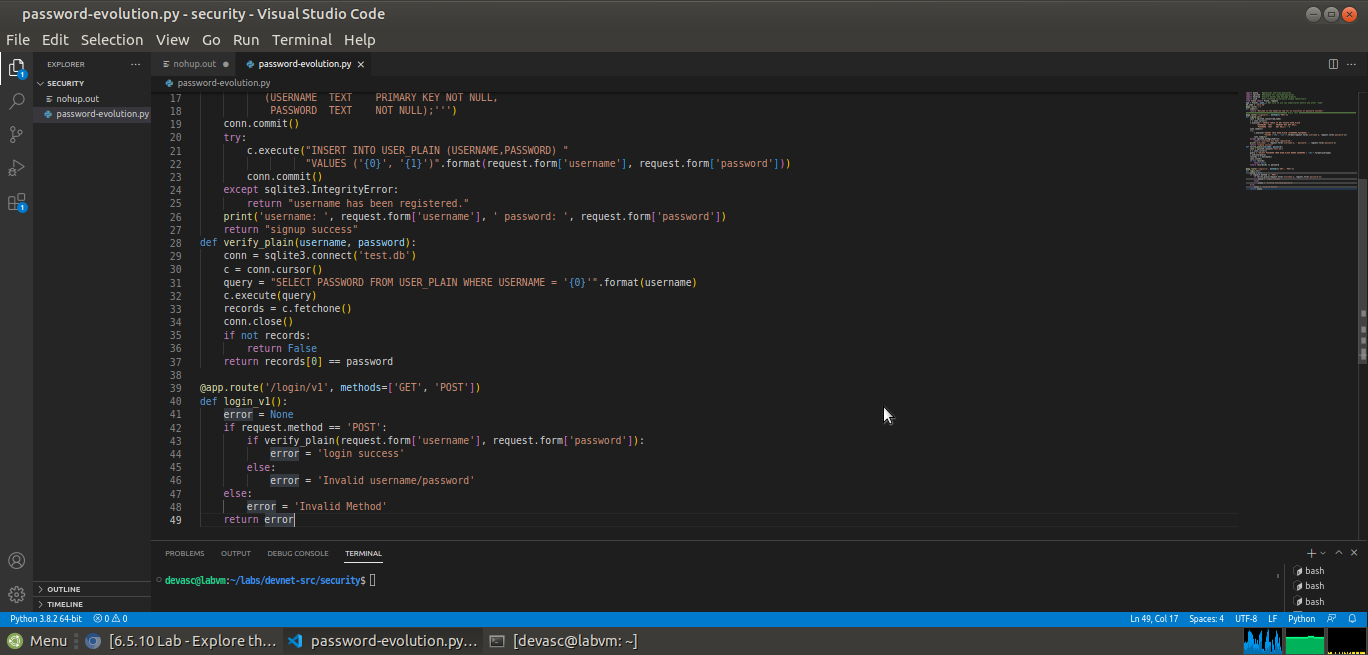 password-evolution.py - security - Visual Studio Code
File Edit Selection View Go Run Terminal Help
EXPLORER ···
nohup.out ●
password-evolution.py ×
SECURITY
nohup.out
password-evolution.py
1
1
password-evolution.py
17 (USERNAME TEXT PRIMARY KEY NOT NULL,
18 PASSWORD TEXT NOT NULL);''')
19 conn.commit()
20 try:
21 c.execute("INSERT INTO USER_PLAIN (USERNAME,PASSWORD) "
22 "VALUES ('{0}', '{1}')".format(request.form['username'], request.form['password']))
23 conn.commit()
24 except sqlite3.IntegrityError:
25 return "username has been registered."
26 print('username: ', request.form['username'], ' password: ', request.form['password'])
27 return "signup success"
28 def verify_plain(username, password):
29 conn = sqlite3.connect('test.db')
30 c = conn.cursor()
31 query = "SELECT PASSWORD FROM USER_PLAIN WHERE USERNAME = '{0}'".format(username)
32 c.execute(query)
33 records = c.fetchone()
34 conn.close()
35 if not records:
36 return False
37 return records[0] == password
38
39 @app.route('/login/v1', methods=['GET', 'POST'])
40 def login_v1():
41 error = None
42 if request.method == 'POST':
43 if verify_plain(request.form['username'], request.form['password']):
44 error = 'login success'
45 else:
46 error = 'Invalid username/password'
47 else:
48 error = 'Invalid Method'
49 return error
PROBLEMS OUTPUT DEBUG CONSOLE TERMINAL
devasc@labvm:~/labs/devnet-src/security$
bash
bash
bash
OUTLINE
TIMELINE
Python 3.8.2 64-bit 0 0 Ln 49, Col 17 Spaces: 4 UTF-8 LF Python
Menu [6.5.10 Lab - Explore th... password-evolution.py... [devasc@labvm: ~]